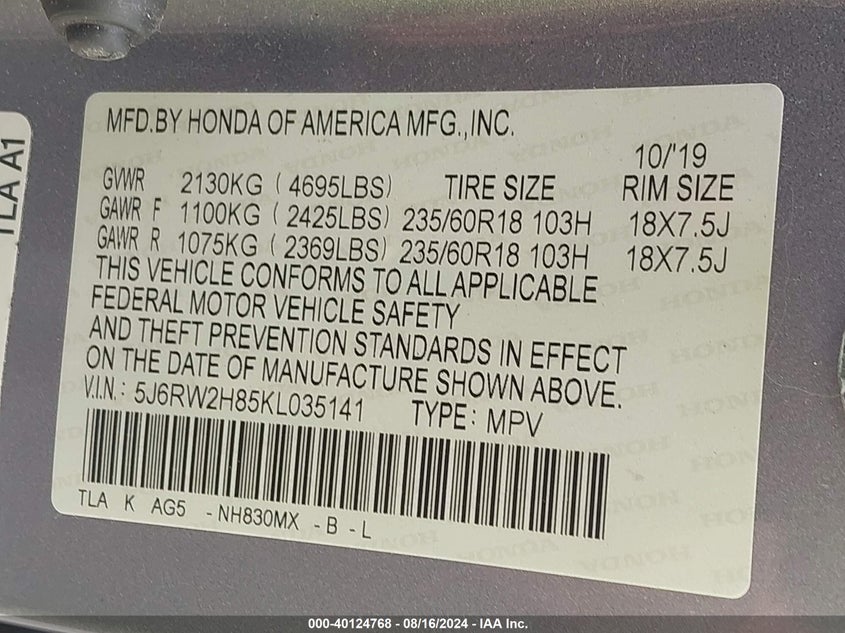 TLA A1
MFD.BY HONDA OF AMERICA MFG.,INC.
10/'19
GVWR 2130KG ( 4695LBS) TIRE SIZE RIM SIZE
GAWR F 1100KG ( 2425LBS) 235/60R18 103H 18X7.5J
GAWR R 1075KG ( 2369LBS) 235/60R18 103H 18X7.5J
THIS VEHICLE CONFORMS TO ALL APPLICABLE
FEDERAL MOTOR VEHICLE SAFETY
AND THEFT PREVENTION STANDARDS IN EFFECT
ON THE DATE OF MANUFACTURE SHOWN ABOVE.
V.I.N.: 5J6RW2H85KL035141 TYPE: MPV
TLA K AG5 -NH830MX -B -L
000-40124768 - 08/16/2024 - IAA Inc.